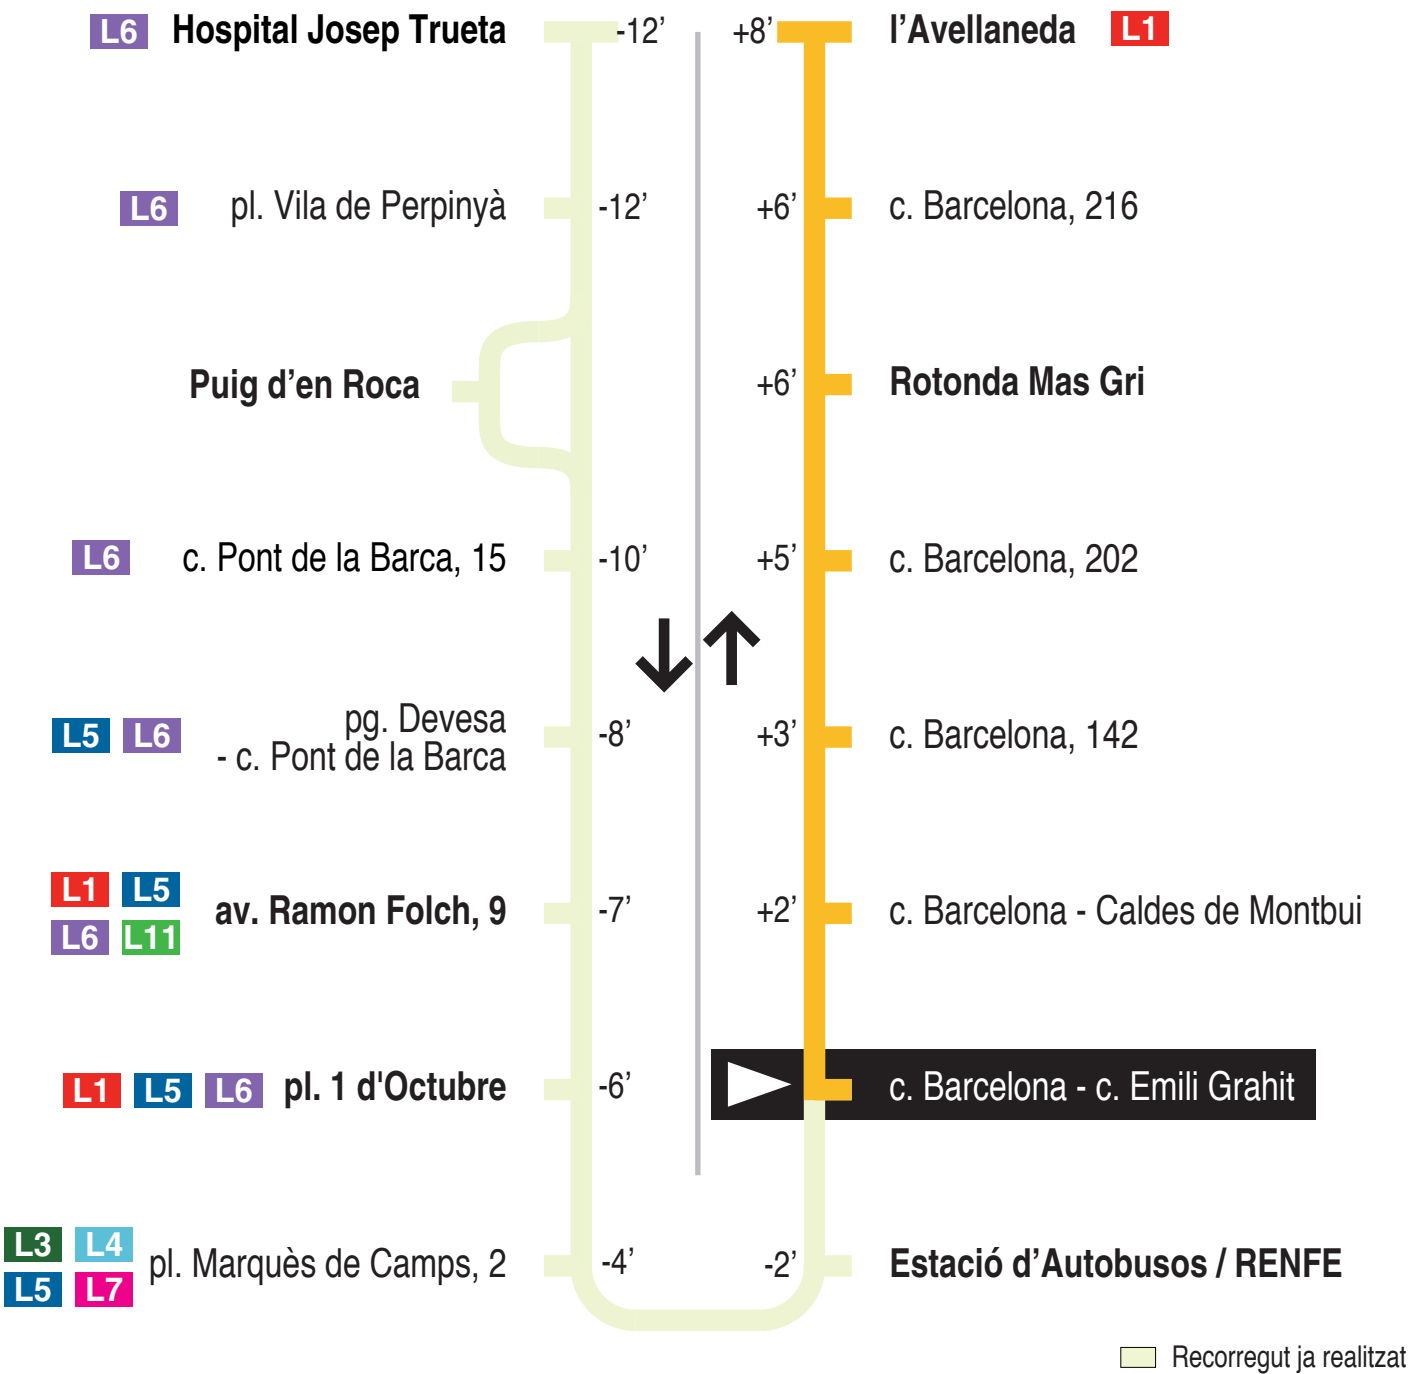 L6 Hospital Josep Trueta -12’
L6 pl. Vila de Perpinyà -12’
Puig d’en Roca
L6 c. Pont de la Barca, 15 -10’
L5 L6 pg. Devesa
- c. Pont de la Barca -8’
L1 L5
L6 L11
av. Ramon Folch, 9 -7’
L1 L5 L6 pl. 1 d'Octubre -6’
L3 L4
L5 L7
pl. Marquès de Camps, 2 -4’
+8’ l’Avellaneda L1
+6’ c. Barcelona, 216
+6’ Rotonda Mas Gri
+5’ c. Barcelona, 202
+3’ c. Barcelona, 142
+2’ c. Barcelona - Caldes de Montbui
c. Barcelona - c. Emili Grahit
-2’ Estació d’Autobusos / RENFE
Recorregut ja realitzat